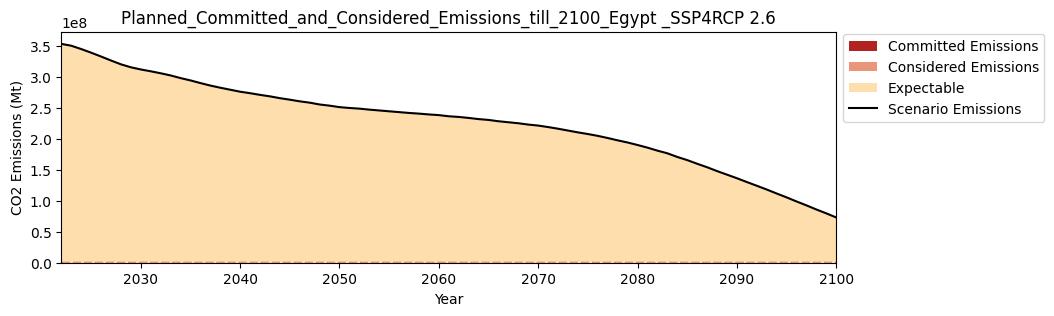 Planned_Committed_and_Considered_Emissions_till_2100_Egypt _SSP4RCP 2.6
1e8
3.5
3.0
2.5
2.0
1.5
1.0
0.5
0.0
CO2 Emissions (Mt)
2030 2040 2050 2060 2070 2080 2090 2100
Year
Committed Emissions
Considered Emissions
Expectable
Scenario Emissions